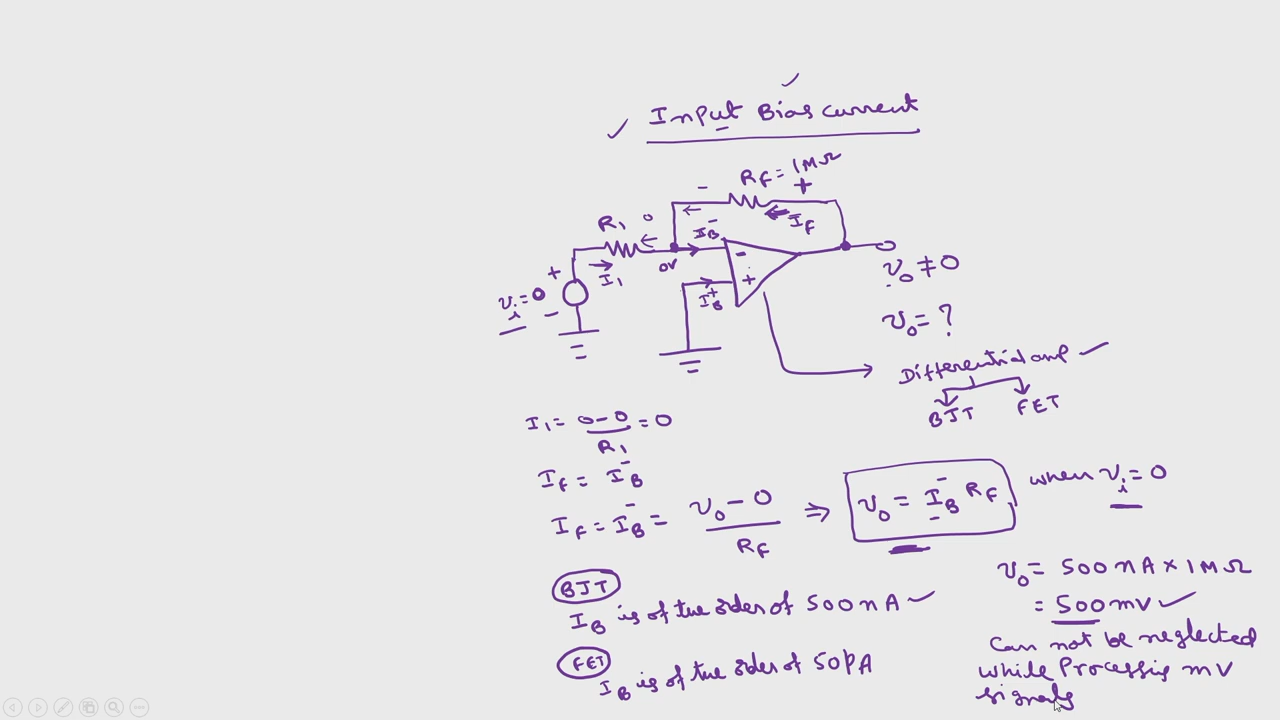 Input Bias current
RF = 1MΩ
- +
R1 0
IB- IF
I1 0V
+ - +
vi = 0 -
IB+
vo ≠ 0
vo = ?
Differential amp
BJT FET
I1 = 0 - 0 / R1 = 0
IF = IB-
IF = IB- = vo - 0 / RF ⇒ vo = IB- RF when vi = 0
BJT
IB is of the order of 500nA
FET
IB is of the order of 50PA
vo = 500nA × 1MΩ
= 500mV
Can not be neglected
while Processig mV
signals